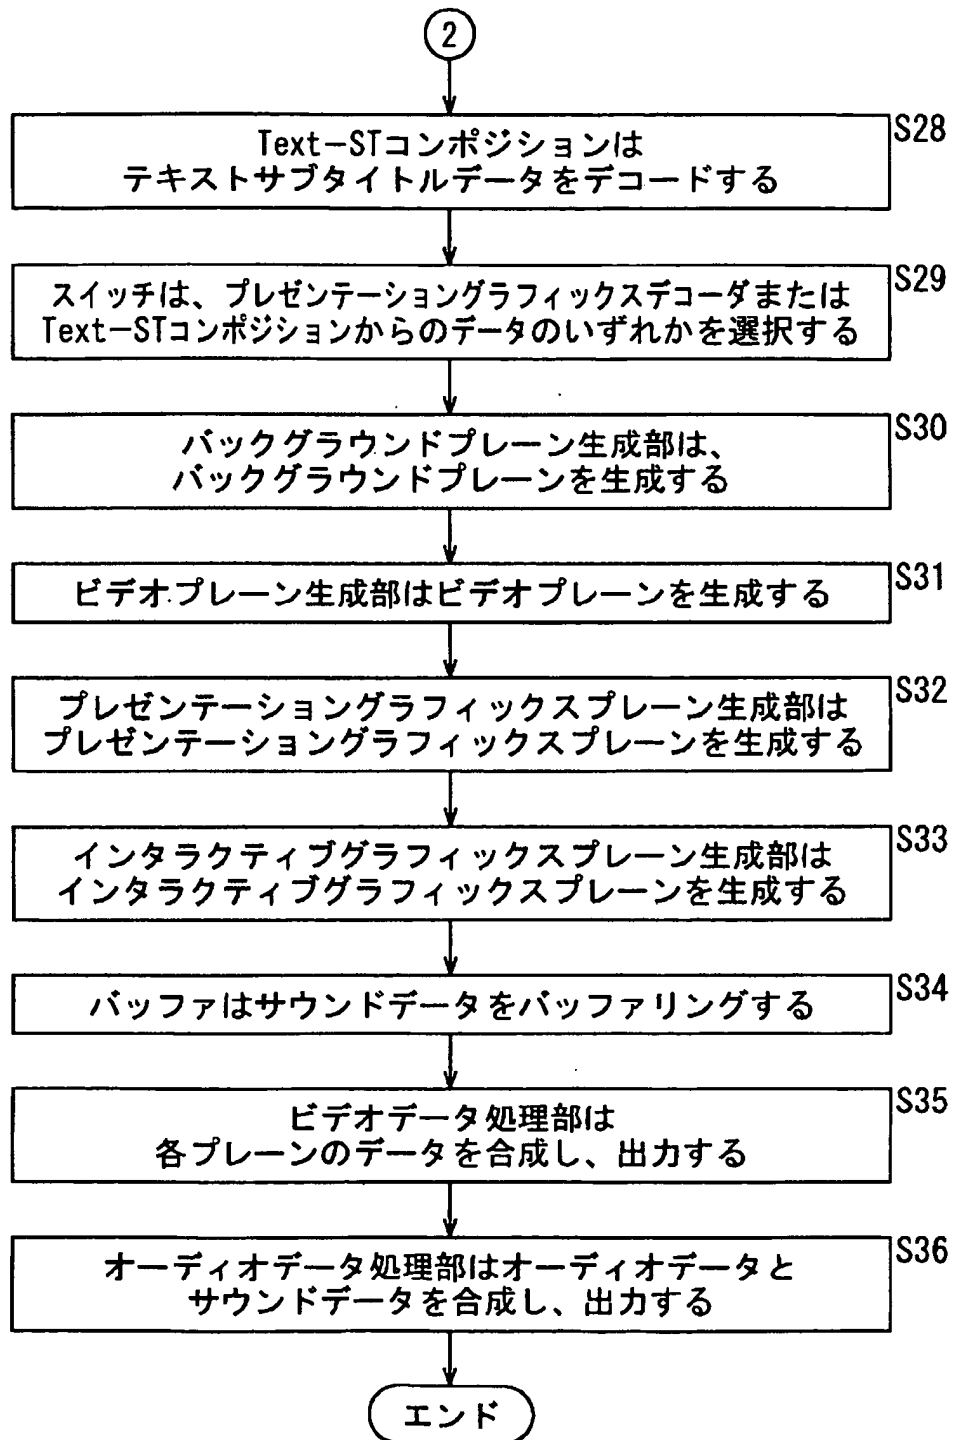 2
S28
Text-STコンポジションは
テキストサブタイトルデータをデコードする
S29
スイッチは、プレゼンテーショングラフィックスデコーダまたは
Text-STコンポジションからのデータのいずれかを選択する
S30
バックグラウンドプレーン生成部は、
バックグラウンドプレーンを生成する
S31
ビデオプレーン生成部はビデオプレーンを生成する
S32
プレゼンテーショングラフィックスプレーン生成部は
プレゼンテーショングラフィックスプレーンを生成する
S33
インタラクティブグラフィックスプレーン生成部は
インタラクティブグラフィックスプレーンを生成する
S34
バッファはサウンドデータをバッファリングする
S35
ビデオデータ処理部は
各プレーンのデータを合成し、出力する
S36
オーディオデータ処理部はオーディオデータと
サウンドデータを合成し、出力する
エンド